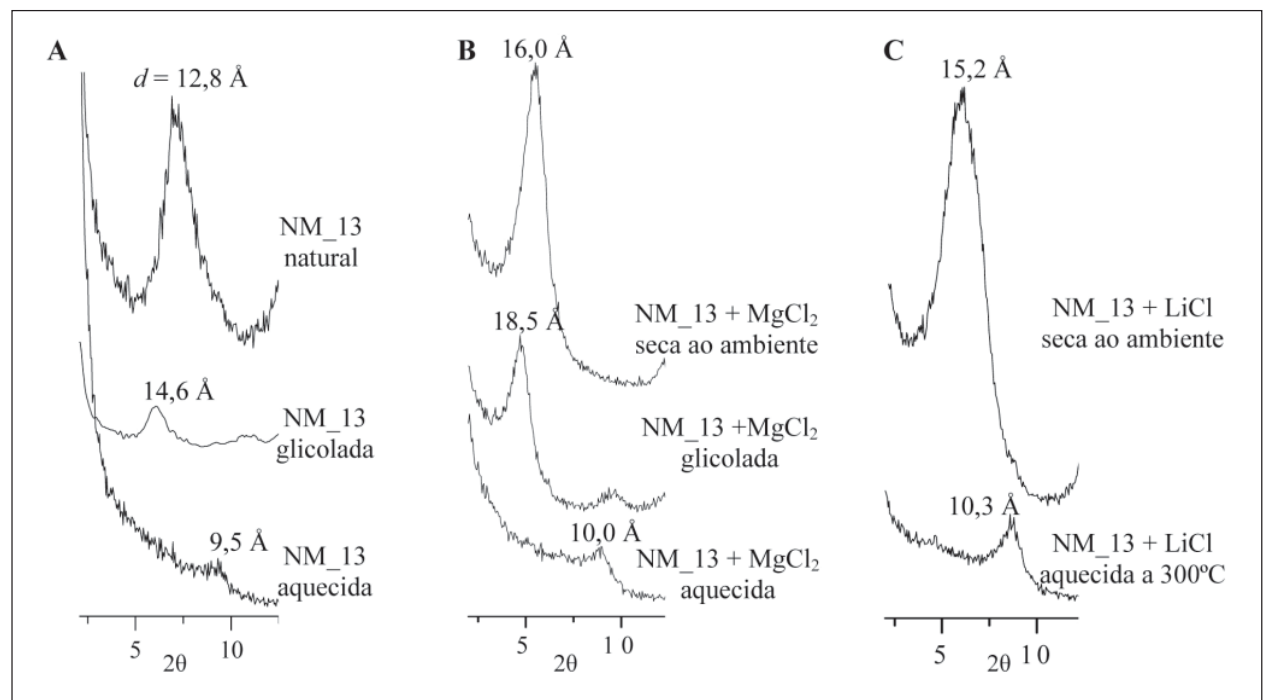 A
d = 12,8 Å
NM_13
natural
14,6 Å
NM_13
glicolada
9,5 Å
NM_13
aquecida
5
10
2θ
B
16,0 Å
NM_13 + MgCl₂
seca ao ambiente
18,5 Å
NM_13 +MgCl₂
glicolada
10,0 Å
NM_13 + MgCl₂
aquecida
5
1 0
2θ
C
15,2 Å
NM_13 + LiCl
seca ao ambiente
10,3 Å
NM_13 + LiCl
aquecida a 300ºC
5
2θ
1 0